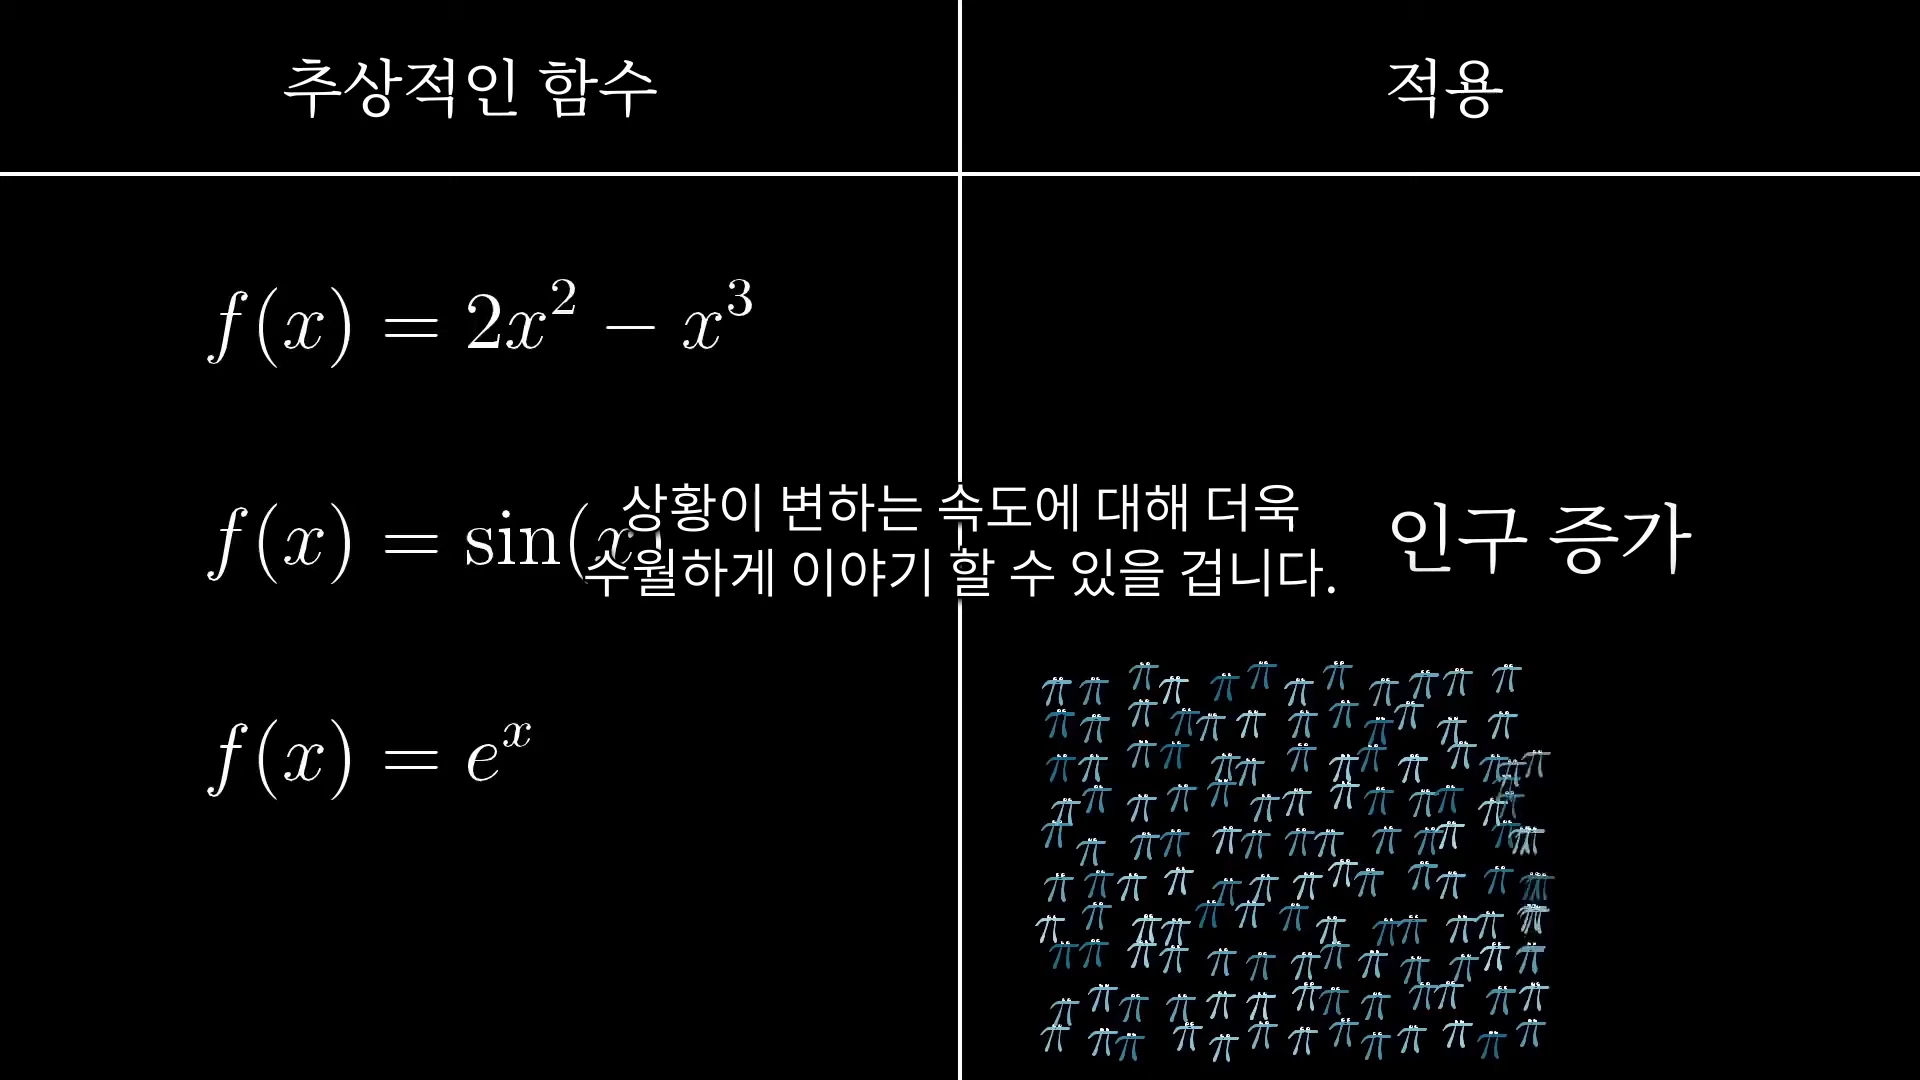 추상적인 함수
적용
f(x) = 2x² − x³
f(x) = sin(x)
상황이 변하는 속도에 대해 더욱
수월하게 이야기 할 수 있을 겁니다.
인구 증가
f(x) = eˣ